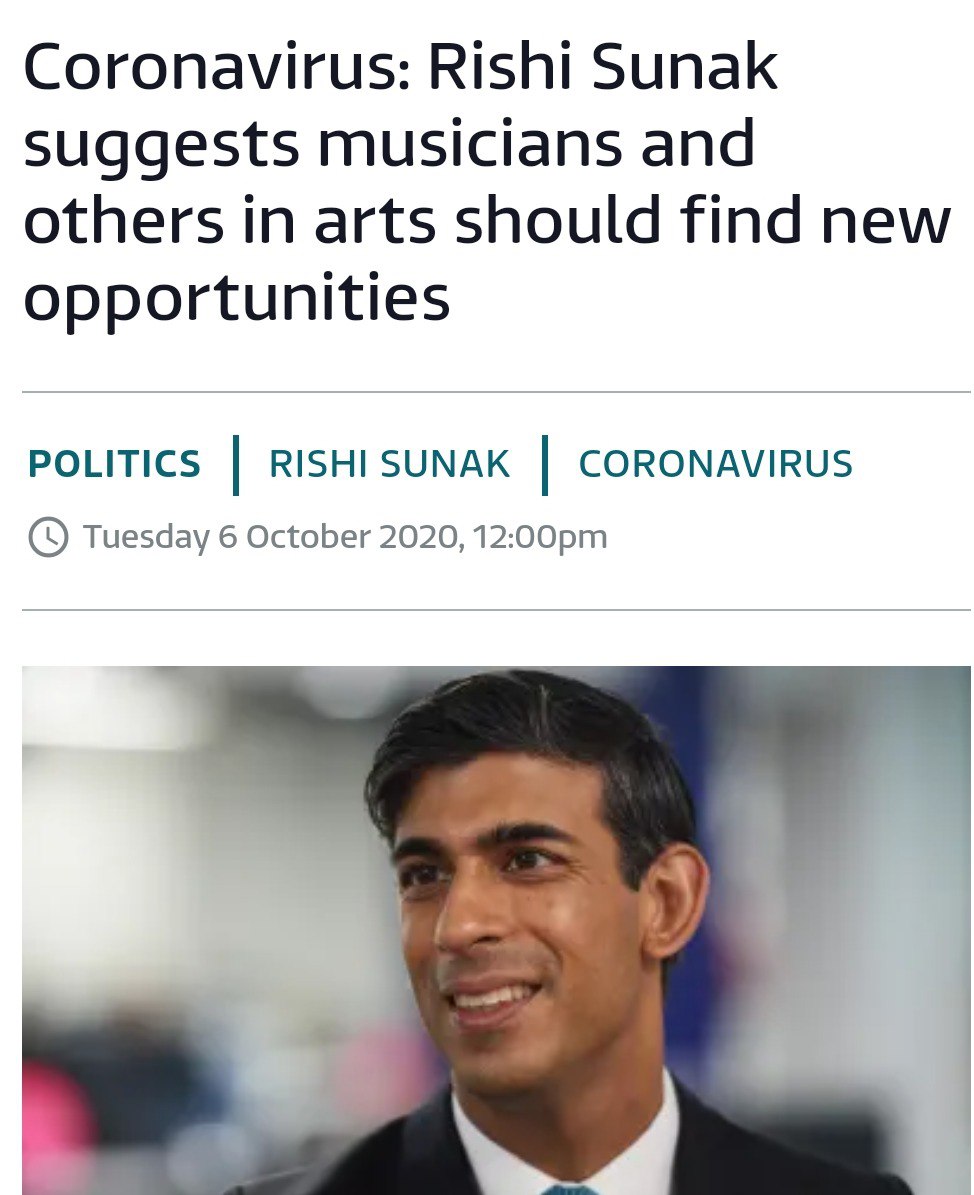 Coronavirus: Rishi Sunak
suggests musicians and
others in arts should find new
opportunities
POLITICS | RISHI SUNAK | CORONAVIRUS
Tuesday 6 October 2020, 12:00pm